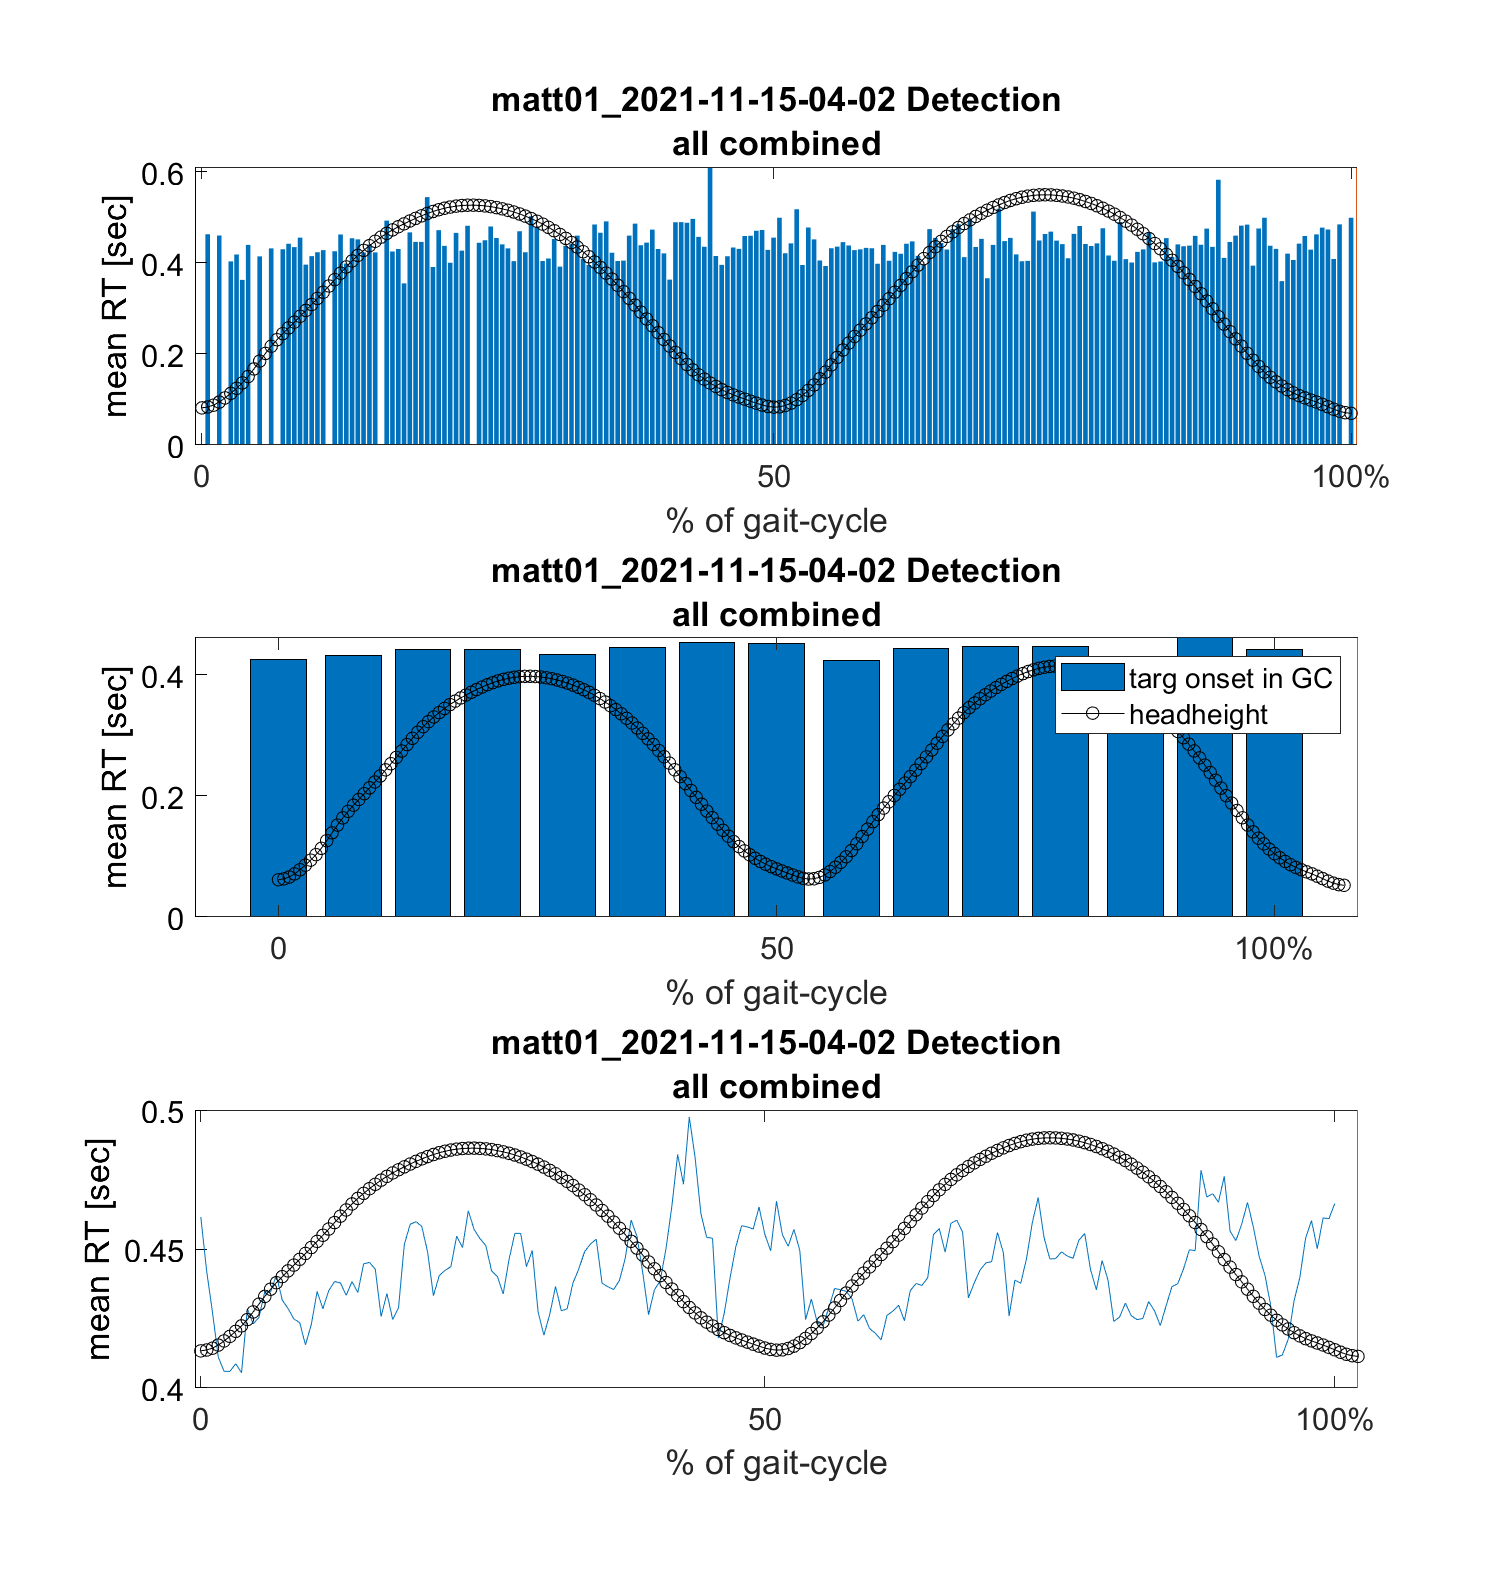 matt01_2021-11-15-04-02 Detection
all combined
0.6
0.4
0.2
0
mean RT [sec]
0 50 100%
% of gait-cycle
matt01_2021-11-15-04-02 Detection
all combined
0.4
0.2
0
mean RT [sec]
targ onset in GC
headheight
0 50 100%
% of gait-cycle
matt01_2021-11-15-04-02 Detection
all combined
0.5
0.45
0.4
mean RT [sec]
0 50 100%
% of gait-cycle